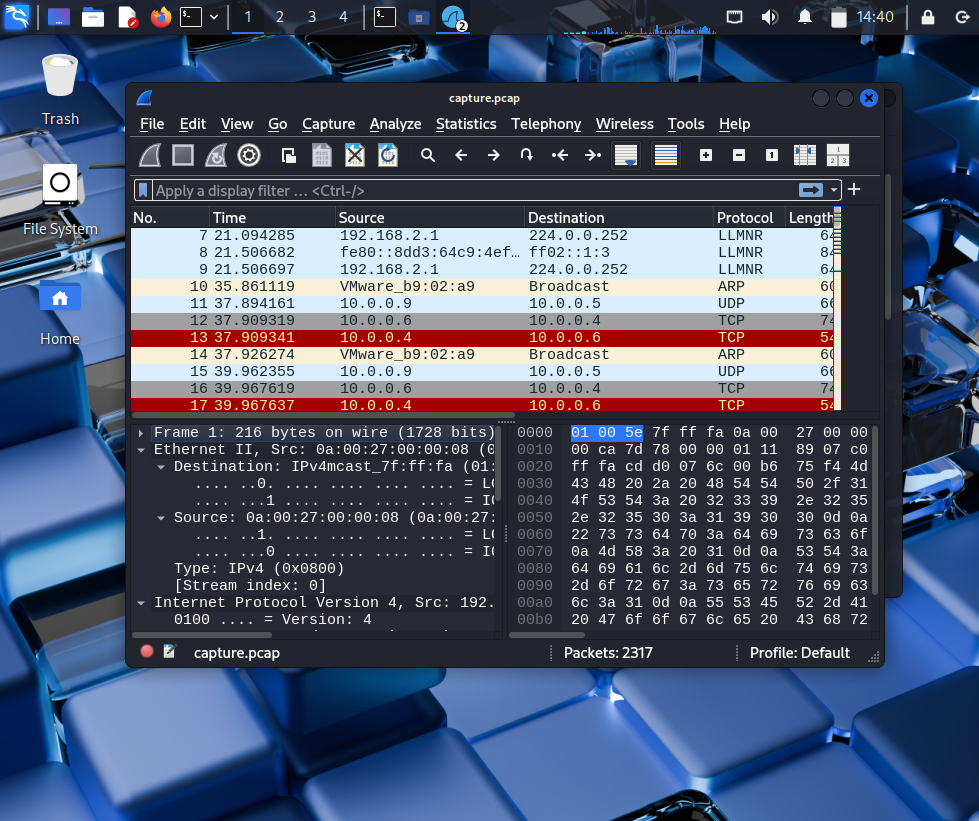 1 2 3 4 2 14:40
Trash
File System
Home
capture.pcap
File Edit View Go Capture Analyze Statistics Telephony Wireless Tools Help
Apply a display filter … <Ctrl-/>
No. Time Source Destination Protocol Length
7 21.094285 192.168.2.1 224.0.0.252 LLMNR 64
8 21.506682 fe80::8dd3:64c9:4ef… ff02::1:3 LLMNR 84
9 21.506697 192.168.2.1 224.0.0.252 LLMNR 64
10 35.861119 VMware_b9:02:a9 Broadcast ARP 60
11 37.894161 10.0.0.9 10.0.0.5 UDP 66
12 37.909319 10.0.0.6 10.0.0.4 TCP 74
13 37.909341 10.0.0.4 10.0.0.6 TCP 54
14 37.926274 VMware_b9:02:a9 Broadcast ARP 60
15 39.962355 10.0.0.9 10.0.0.5 UDP 66
16 39.967619 10.0.0.6 10.0.0.4 TCP 74
17 39.967637 10.0.0.4 10.0.0.6 TCP 54
Frame 1: 216 bytes on wire (1728 bits)
Ethernet II, Src: 0a:00:27:00:00:08 (0
Destination: IPv4mcast_7f:ff:fa (01:
.... ..0. .... .... .... .... = LG
.... ...1 .... .... .... .... = IG
Source: 0a:00:27:00:00:08 (0a:00:27:
.... ..1. .... .... .... .... = LG
.... ...0 .... .... .... .... = IG
Type: IPv4 (0x0800)
[Stream index: 0]
Internet Protocol Version 4, Src: 192.
0100 .... = Version: 4
0000 01 00 5e 7f ff fa 0a 00 27 00 00
0010 00 ca 7d 78 00 00 01 11 89 07 c0
0020 ff fa cd d0 07 6c 00 b6 75 f4 4d
0030 43 48 20 2a 20 48 54 54 50 2f 31
0040 4f 53 54 3a 20 32 33 39 2e 32 35
0050 2e 32 35 30 3a 31 39 30 30 0d 0a
0060 22 73 73 64 70 3a 64 69 73 63 6f
0070 0a 4d 58 3a 20 31 0d 0a 53 54 3a
0080 64 69 61 6c 2d 6d 75 6c 74 69 73
0090 2d 6f 72 67 3a 73 65 72 76 69 63
00a0 6c 3a 31 0d 0a 55 53 45 52 2d 41
00b0 20 47 6f 6f 67 6c 65 20 43 68 72
capture.pcap Packets: 2317 Profile: Default